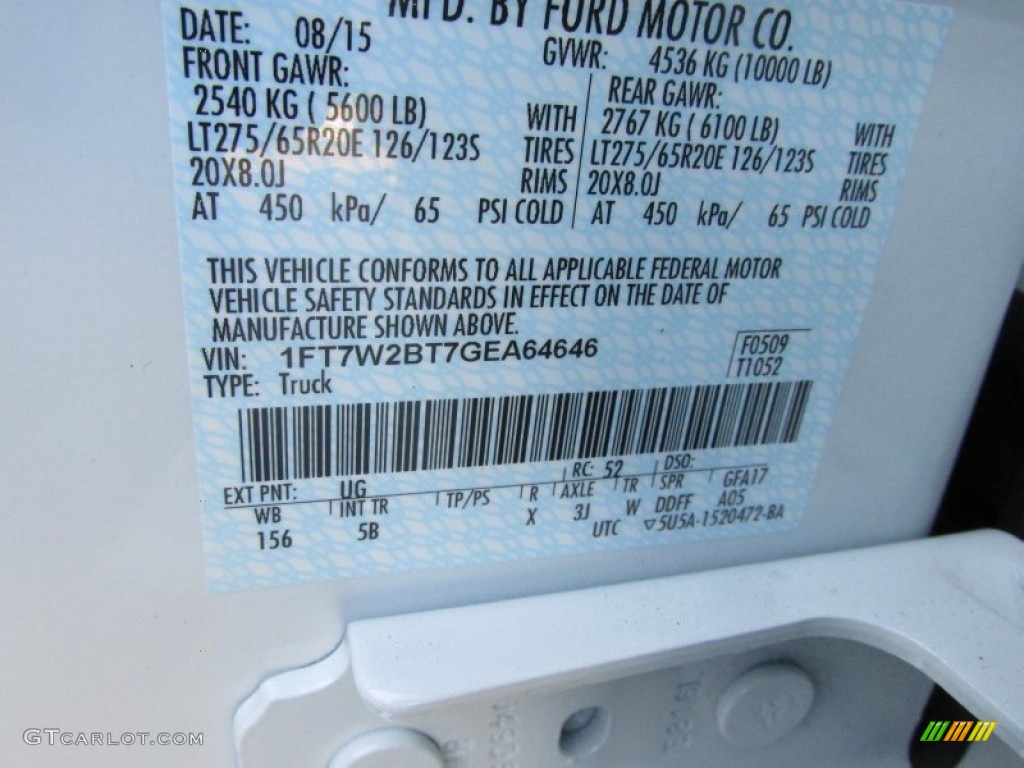 MFD. BY FORD MOTOR CO.
DATE: 08/15 GVWR: 4536 KG (10000 LB)
FRONT GAWR: REAR GAWR:
2540 KG ( 5600 LB) WITH 2767 KG ( 6100 LB) WITH
LT275/65R20E 126/123S TIRES LT275/65R20E 126/123S TIRES
20X8.0J RIMS 20X8.0J RIMS
AT 450 kPa/ 65 PSI COLD AT 450 kPa/ 65 PSI COLD
THIS VEHICLE CONFORMS TO ALL APPLICABLE FEDERAL MOTOR
VEHICLE SAFETY STANDARDS IN EFFECT ON THE DATE OF
MANUFACTURE SHOWN ABOVE.
VIN: 1FT7W2BT7GEA64646 F0509
TYPE: Truck T1052
EXT PNT: UG RC: 52 DSO:
WB INT TR TP/PS R AXLE TR SPR GFA17
156 5B X 3J W DDFF A05
UTC ▽5U5A-1520472-BA
GTCARLOT.COM